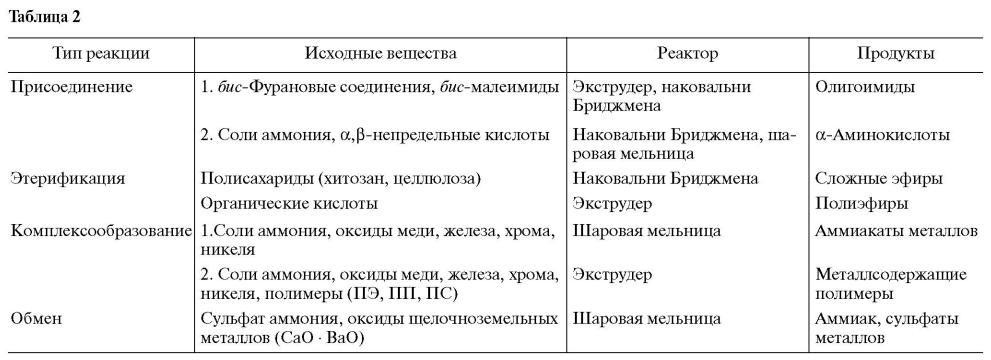 Таблица 2
Тип реакции Исходные вещества Реактор Продукты
Присоединение 1. бис-Фурановые соединения, бис-малеимиды Экструдер, наковальни Олигоимиды
Бриджмена
2. Соли аммония, α,β-непредельные кислоты Наковальни Бриджмена, ша- α-Аминокислоты
ровая мельница
Этерификация Полисахариды (хитозан, целлюлоза) Наковальни Бриджмена Сложные эфиры
Органические кислоты Экструдер Полиэфиры
Комплексообразование 1.Соли аммония, оксиды меди, железа, хрома, Шаровая мельница Аммиакаты металлов
никеля
2. Соли аммония, оксиды меди, железа, хрома, Экструдер Металлсодержащие
никеля, полимеры (ПЭ, ПП, ПС) полимеры
Обмен Сульфат аммония, оксиды щелочноземельных Шаровая мельница Аммиак, сульфаты
металлов (CaO · BaO) металлов